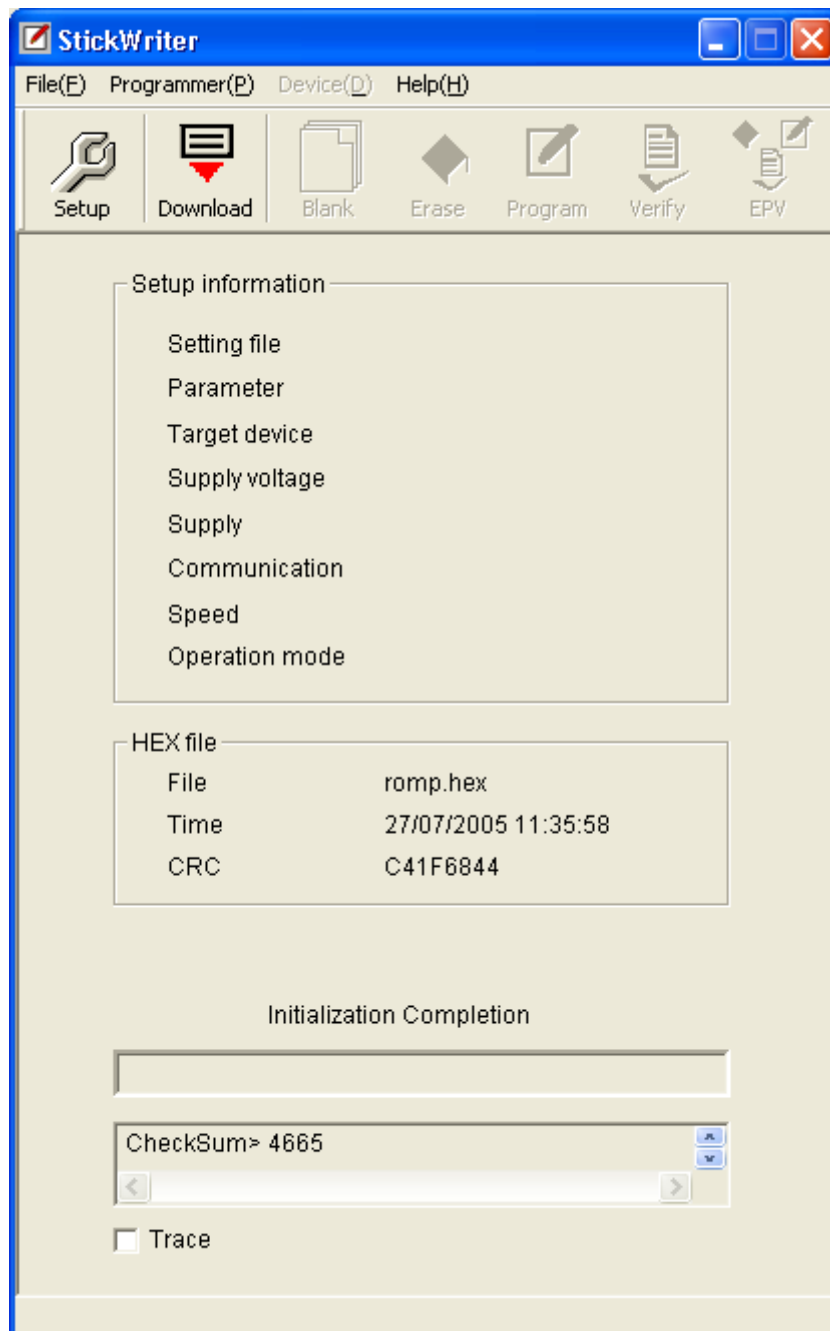 StickWriter
File(F) Programmer(P) Device(D) Help(H)
Setup Download Blank Erase Program Verify EPV
Setup information
Setting file
Parameter
Target device
Supply voltage
Supply
Communication
Speed
Operation mode
HEX file
File romp.hex
Time 27/07/2005 11:35:58
CRC C41F6844
Initialization Completion
CheckSum> 4665
Trace